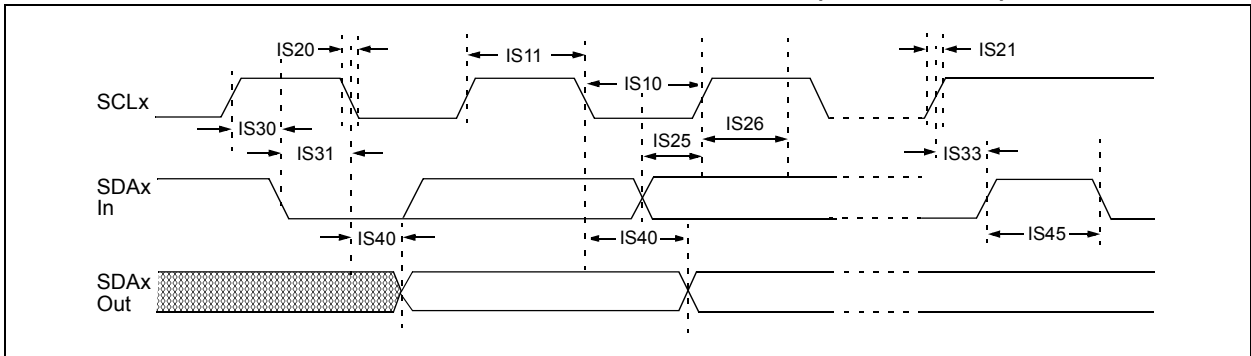 IS20
IS11
IS21
IS10
SCLx
IS30
IS26
IS25
IS31
IS33
SDAx
In
IS40
IS40
IS45
SDAx
Out